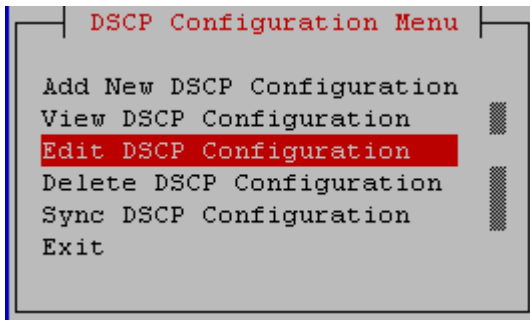 DSCP Configuration Menu
Add New DSCP Configuration
View DSCP Configuration
Edit DSCP Configuration
Delete DSCP Configuration
Sync DSCP Configuration
Exit